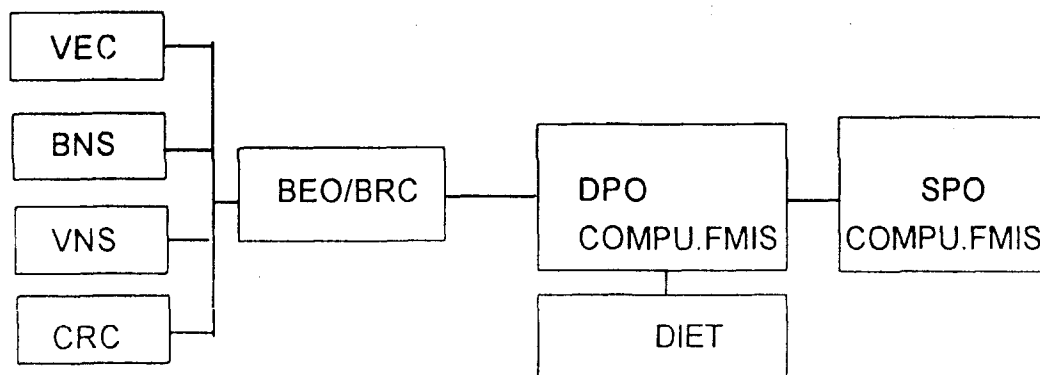 VEC
BNS
VNS
CRC
BEO/BRC
DPO
COMPU.FMIS
SPO
COMPU.FMIS
DIET